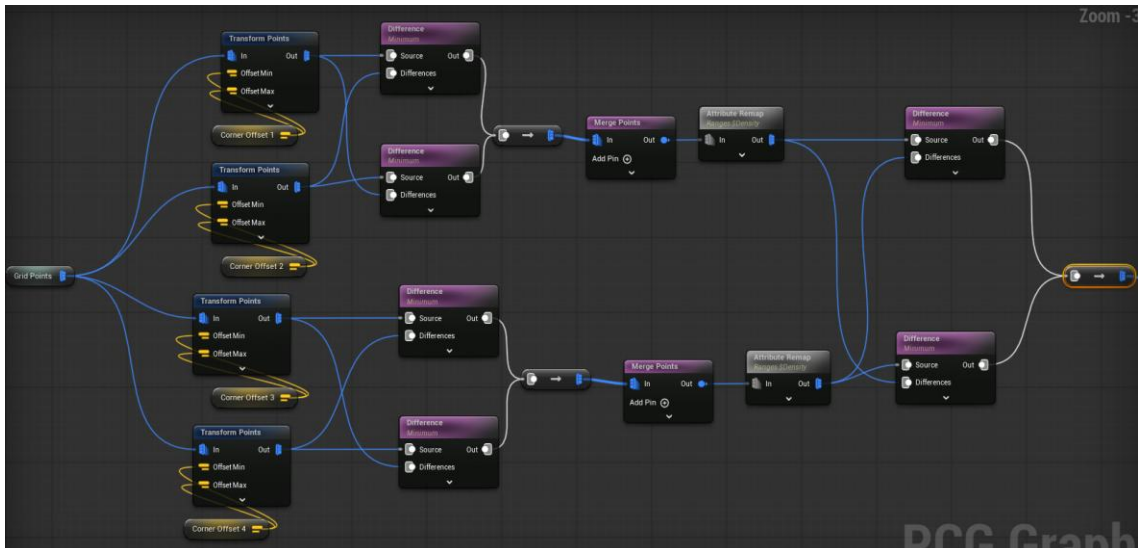 Zoom -3
Transform Points
In
Out
Offset Min
Offset Max
Corner Offset 1
Difference
Minimum
Source
Out
Differences
Transform Points
In
Out
Offset Min
Offset Max
Corner Offset 2
Difference
Minimum
Source
Out
Differences
Merge Points
In
Out
Add Pin
Attribute Remap
In
Out
Difference
Minimum
Source
Out
Differences
Grid Points
Transform Points
In
Out
Offset Min
Offset Max
Corner Offset 3
Difference
Minimum
Source
Out
Differences
Transform Points
In
Out
Offset Min
Offset Max
Corner Offset 4
Difference
Minimum
Source
Out
Differences
Merge Points
In
Out
Add Pin
Attribute Remap
In
Out
Difference
Minimum
Source
Out
Differences
PCG Graph